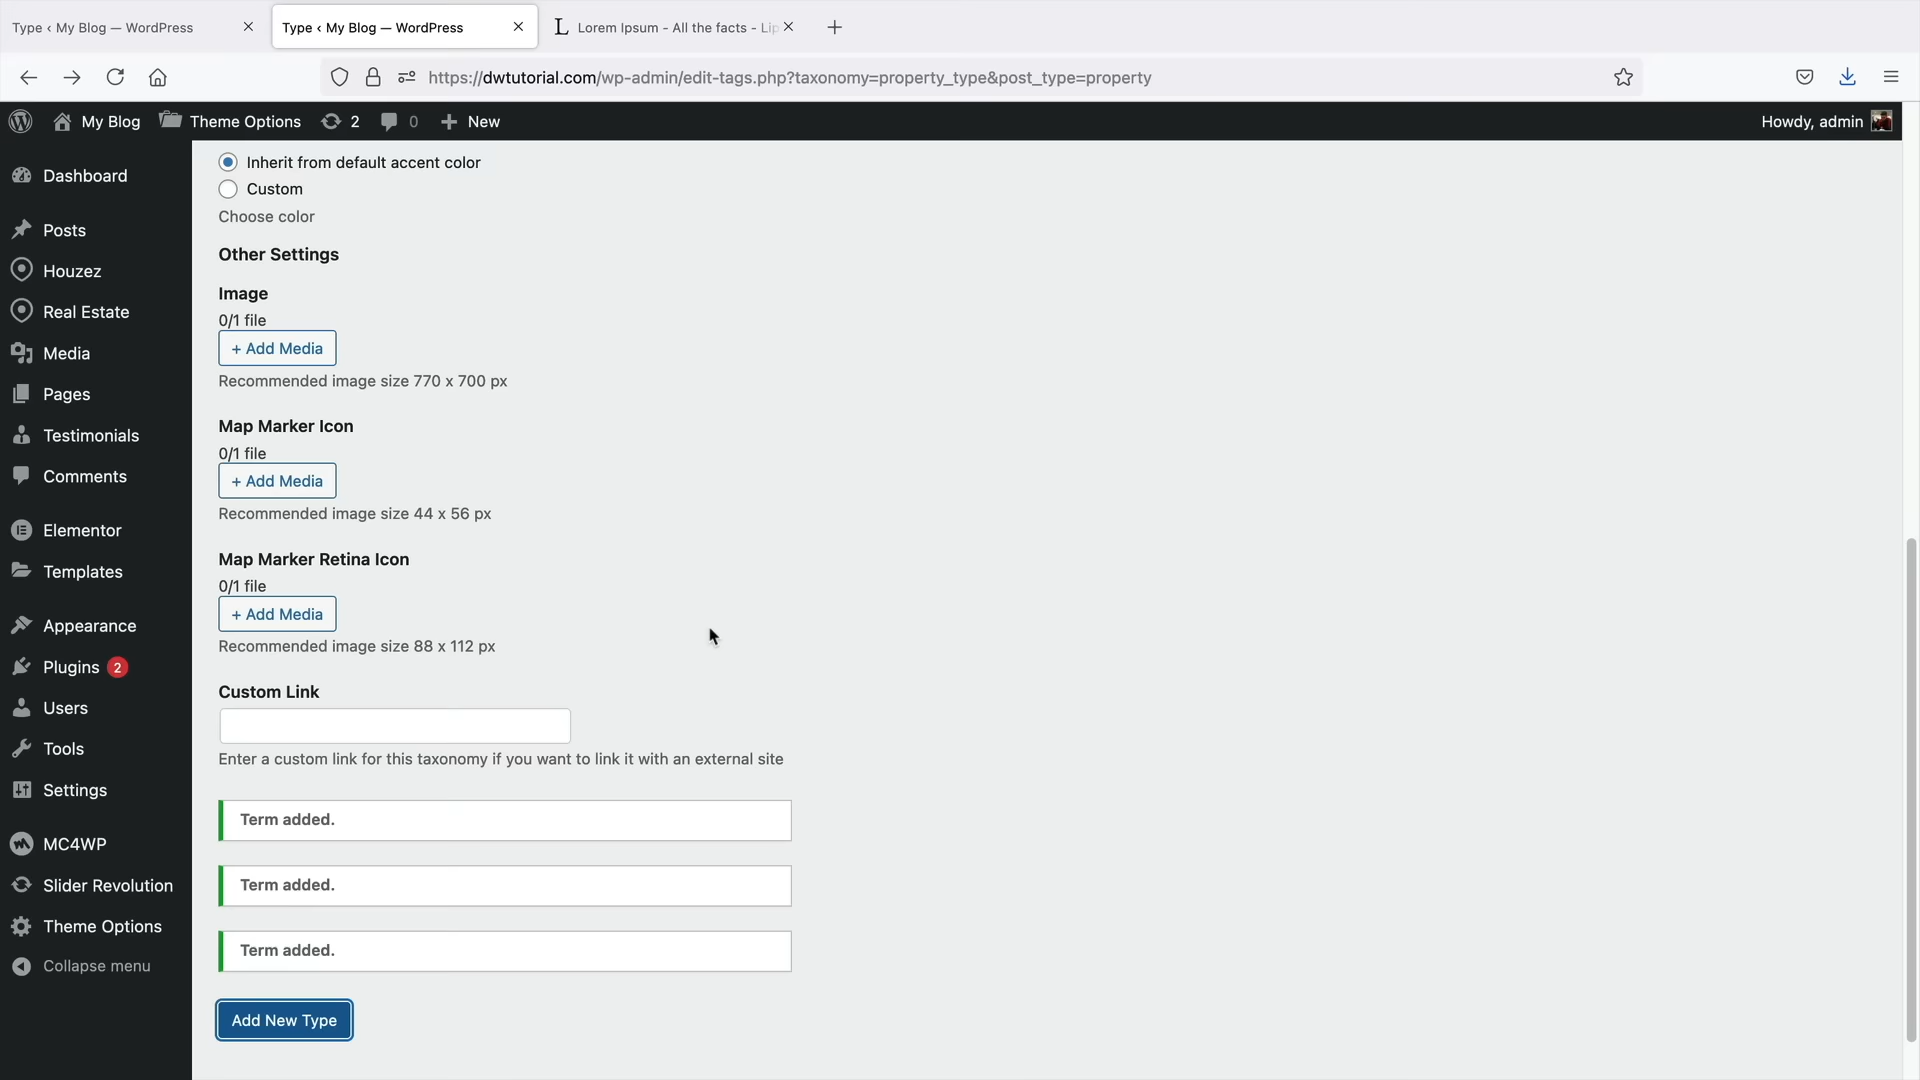 Type ‹ My Blog — WordPress
Type ‹ My Blog — WordPress
Lorem Ipsum - All the facts - Lip
https://dwtutorial.com/wp-admin/edit-tags.php?taxonomy=property_type&post_type=property
My Blog
Theme Options
2
0
New
Howdy, admin
Dashboard
Posts
Houzez
Real Estate
Media
Pages
Testimonials
Comments
Elementor
Templates
Appearance
Plugins 2
Users
Tools
Settings
MC4WP
Slider Revolution
Theme Options
Collapse menu
Inherit from default accent color
Custom
Choose color
Other Settings
Image
0/1 file
+ Add Media
Recommended image size 770 x 700 px
Map Marker Icon
0/1 file
+ Add Media
Recommended image size 44 x 56 px
Map Marker Retina Icon
0/1 file
+ Add Media
Recommended image size 88 x 112 px
Custom Link
Enter a custom link for this taxonomy if you want to link it with an external site
Term added.
Term added.
Term added.
Add New Type